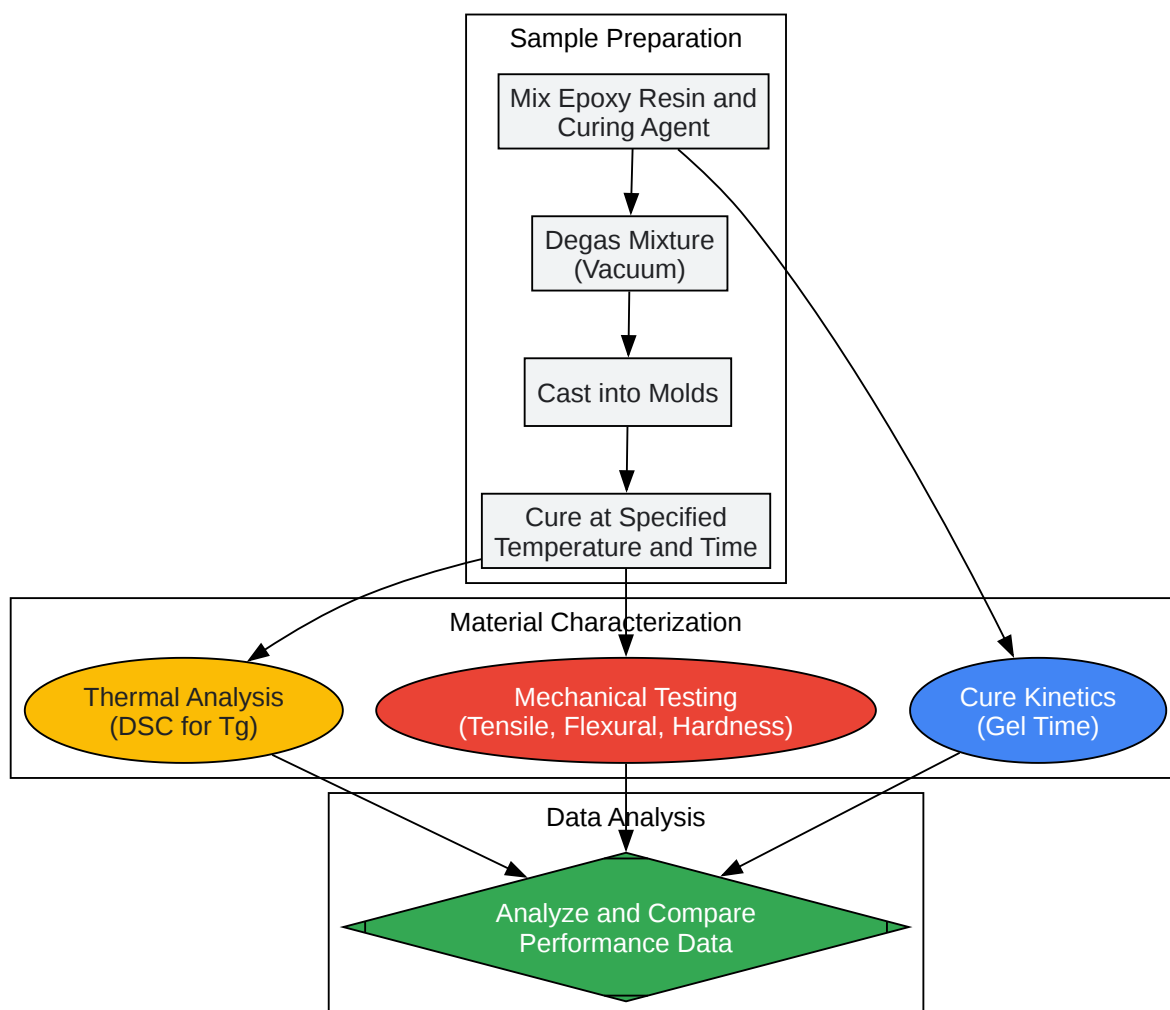 Sample Preparation
Mix Epoxy Resin and
Curing Agent
Degas Mixture
(Vacuum)
Cast into Molds
Cure at Specified
Temperature and Time
Material Characterization
Thermal Analysis
(DSC for Tg)
Mechanical Testing
(Tensile, Flexural, Hardness)
Cure Kinetics
(Gel Time)
Data Analysis
Analyze and Compare
Performance Data